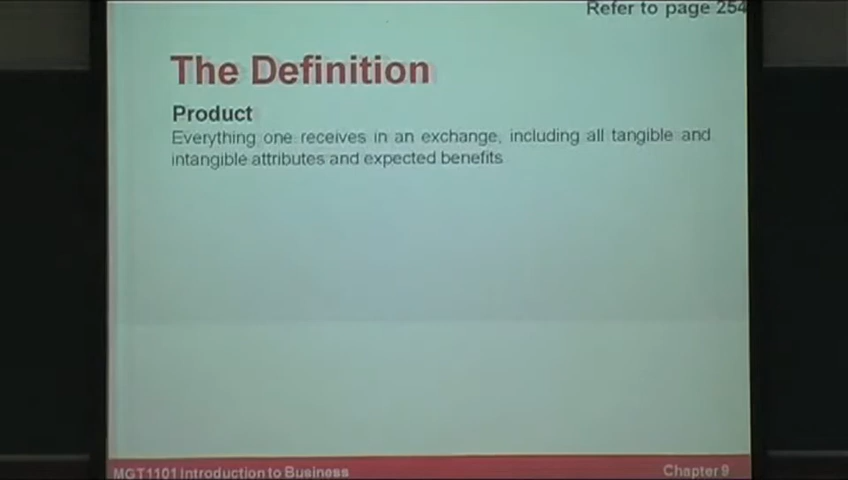 Refer to page 254
The Definition
Product
Everything one receives in an exchange, including all tangible and
intangible attributes and expected benefits
MGT1101 Introduction to Business
Chapter 9